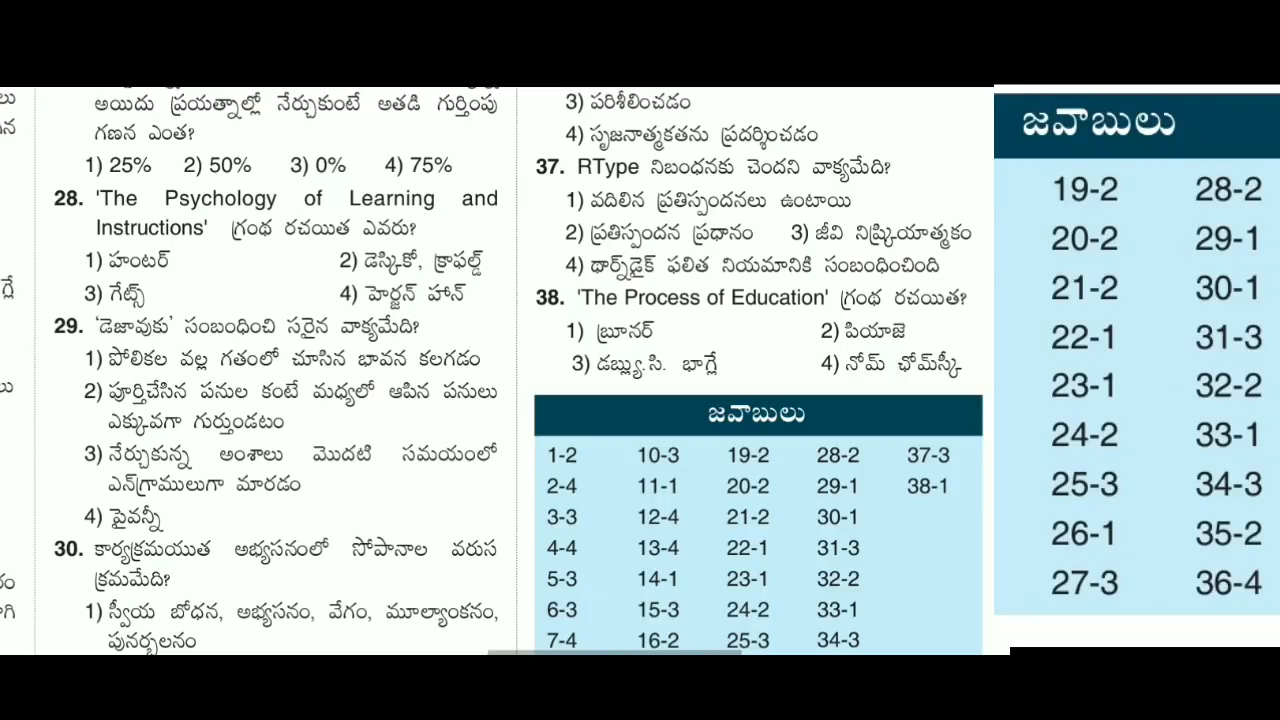 లు
గ్లే
లు
రం
గి
అయిదు ప్రయత్నాల్లో నేర్చుకుంటే అతడి గుర్తింపు
గణన ఎంత?
1) 25% 2) 50% 3) 0% 4) 75%
28. 'The Psychology of Learning and
Instructions' గ్రంథ రచయిత ఎవరు?
1) హంటర్ 2) డెస్కికో, క్రాఫల్డ్
3) గేట్స్ 4) హెర్జన్ హాన్
29. 'డెజావుకు' సంబంధించి సరైన వాక్యమేది?
1) పోలికల వల్ల గతంలో చూసిన భావన కలగడం
2) పూర్తిచేసిన పనుల కంటే మధ్యలో ఆపిన పనులు
ఎక్కువగా గుర్తుండటం
3) నేర్చుకున్న అంశాలు మొదటి సమయంలో
ఎన్‌గ్రాములుగా మారడం
4) పైవన్నీ
30. కార్యక్రమయుత అభ్యసనంలో సోపానాల వరుస
క్రమమేది?
1) స్వీయ బోధన, అభ్యసనం, వేగం, మూల్యాంకనం,
పునర్బలనం
3) పరిశీలించడం
4) సృజనాత్మకతను ప్రదర్శించడం
37. RType నిబంధనకు చెందని వాక్యమేది?
1) వదిలిన ప్రతిస్పందనలు ఉంటాయి
2) ప్రతిస్పందన ప్రధానం 3) జీవి నిష్క్రియాత్మకం
4) థార్న్‌డైక్ ఫలిత నియమానికి సంబంధించింది
38. 'The Process of Education' గ్రంథ రచయిత?
1) బ్రూనర్ 2) పియాజె
3) డబ్ల్యు.సి. భాగ్లే 4) నోమ్ ఛోమ్‌స్కీ
జవాబులు
1-2 10-3 19-2 28-2 37-3
2-4 11-1 20-2 29-1 38-1
3-3 12-4 21-2 30-1
4-4 13-4 22-1 31-3
5-3 14-1 23-1 32-2
6-3 15-3 24-2 33-1
7-4 16-2 25-3 34-3
జవాబులు
19-2 28-2
20-2 29-1
21-2 30-1
22-1 31-3
23-1 32-2
24-2 33-1
25-3 34-3
26-1 35-2
27-3 36-4